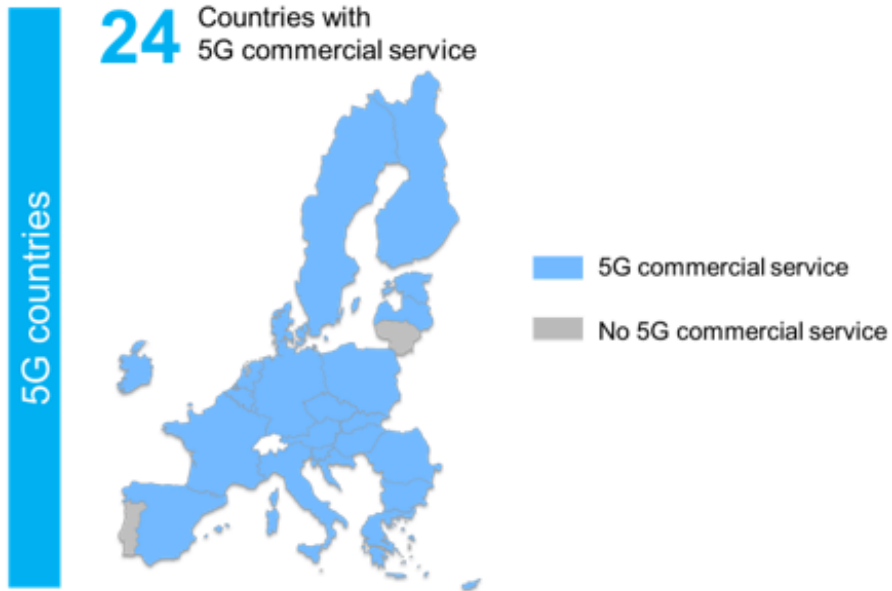 24 Countries with
5G commercial service
5G countries
5G commercial service
No 5G commercial service